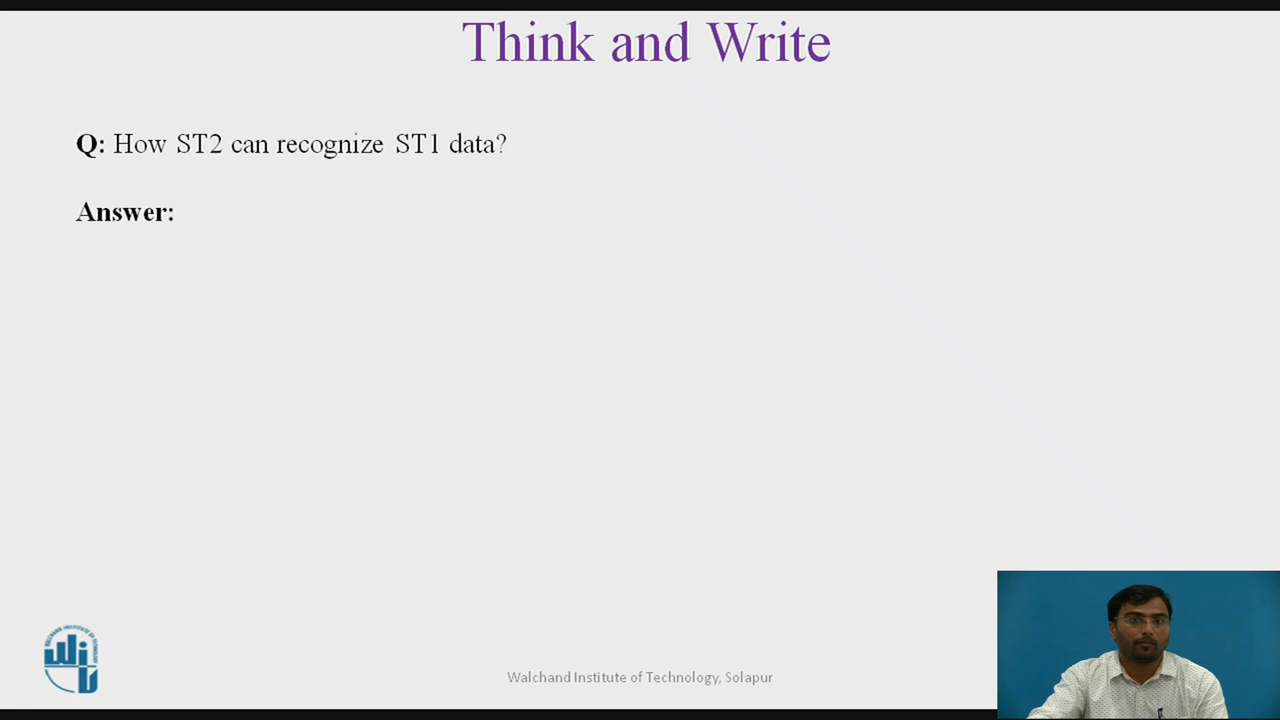 Think and Write
Q: How ST2 can recognize ST1 data?
Answer:
Walchand Institute of Technology, Solapur